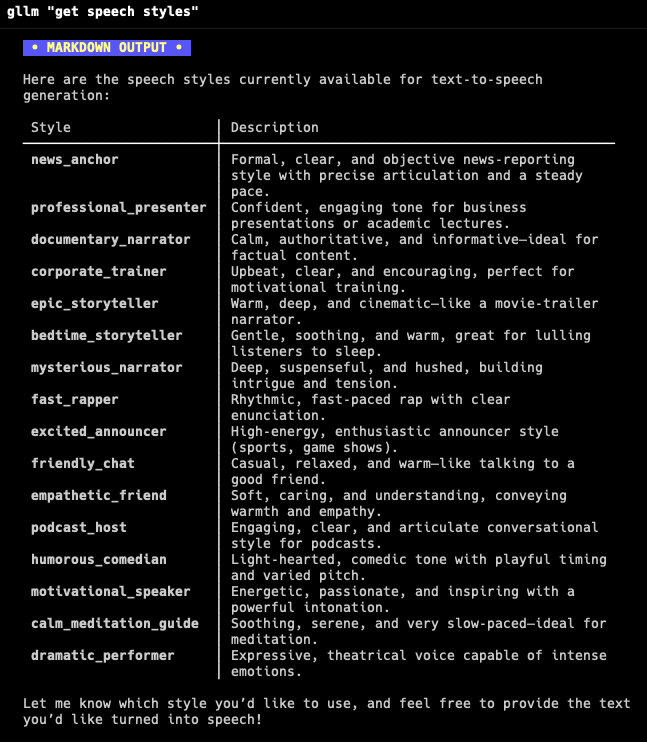 gllm "get speech styles"
• MARKDOWN OUTPUT •
Here are the speech styles currently available for text-to-speech
generation:
Style Description
news_anchor Formal, clear, and objective news-reporting
style with precise articulation and a steady
pace.
professional_presenter Confident, engaging tone for business
presentations or academic lectures.
documentary_narrator Calm, authoritative, and informative—ideal for
factual content.
corporate_trainer Upbeat, clear, and encouraging, perfect for
motivational training.
epic_storyteller Warm, deep, and cinematic—like a movie-trailer
narrator.
bedtime_storyteller Gentle, soothing, and warm, great for lulling
listeners to sleep.
mysterious_narrator Deep, suspenseful, and hushed, building
intrigue and tension.
fast_rapper Rhythmic, fast-paced rap with clear
enunciation.
excited_announcer High-energy, enthusiastic announcer style
(sports, game shows).
friendly_chat Casual, relaxed, and warm—like talking to a
good friend.
empathetic_friend Soft, caring, and understanding, conveying
warmth and empathy.
podcast_host Engaging, clear, and articulate conversational
style for podcasts.
humorous_comedian Light-hearted, comedic tone with playful timing
and varied pitch.
motivational_speaker Energetic, passionate, and inspiring with a
powerful intonation.
calm_meditation_guide Soothing, serene, and very slow-paced—ideal for
meditation.
dramatic_performer Expressive, theatrical voice capable of intense
emotions.
Let me know which style you’d like to use, and feel free to provide the text
you’d like turned into speech!